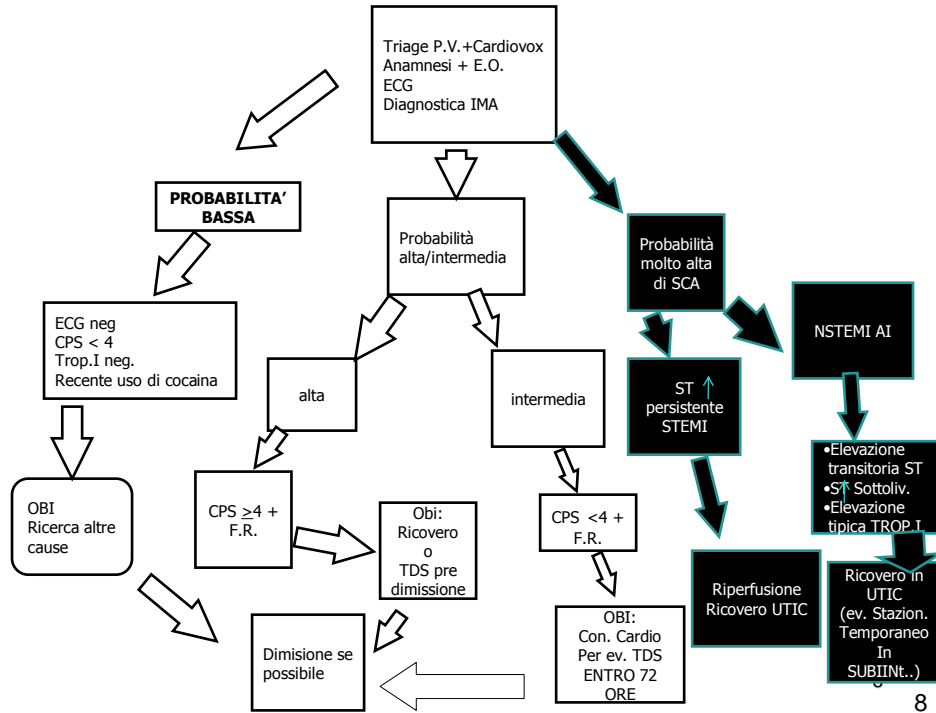 Triage P.V.+Cardiovox
Anamnesi + E.O.
ECG
Diagnostica IMA
PROBABILITA'
BASSA
Probabilità
alta/intermedia
Probabilità
molto alta
di SCA
NSTEMI AI
ECG neg
CPS < 4
Trop.I neg.
Recente uso di cocaina
alta
intermedia
ST ↑
persistente
STEMI
•Elevazione
transitoria ST
•ST Sottoliv.
•Elevazione
tipica TROP.I
OBI
Ricerca altre
cause
CPS ≥4 +
F.R.
Obi:
Ricovero
o
TDS pre
dimissione
CPS <4 +
F.R.
Riperfusione
Ricovero UTIC
Ricovero in
UTIC
(ev. Stazion.
Temporaneo
In
SUBIINt..)
Dimisione se
possibile
OBI:
Con. Cardio
Per ev. TDS
ENTRO 72
ORE
8